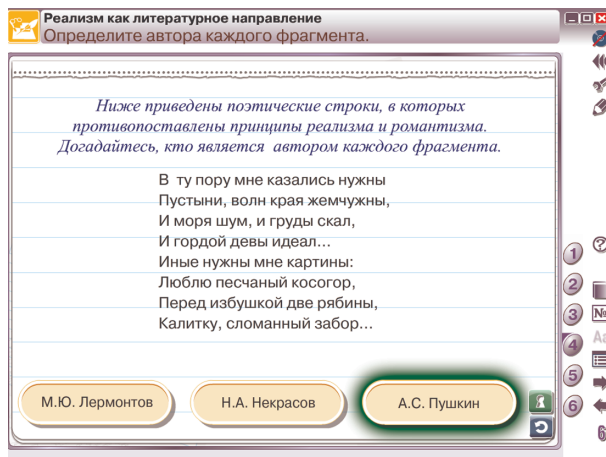 Реализм как литературное направление
Определите автора каждого фрагмента.
Ниже приведены поэтические строки, в которых
противопоставлены принципы реализма и романтизма.
Догадайтесь, кто является автором каждого фрагмента.
В ту пору мне казались нужны
Пустыни, волн края жемчужны,
И моря шум, и груды скал,
И гордой девы идеал...
Иные нужны мне картины:
Люблю песчаный косогор,
Перед избушкой две рябины,
Калитку, сломанный забор...
М.Ю. Лермонтов
Н.А. Некрасов
А.С. Пушкин
1
2
3
4
5
6
№